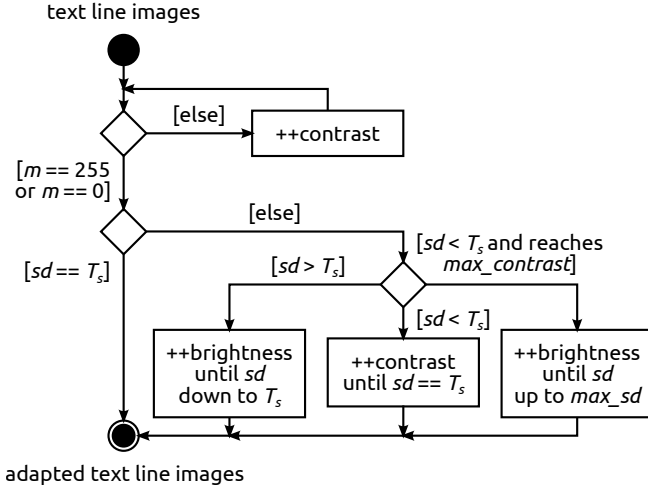 text line images
[else]
++contrast
[m == 255
or m == 0]
[else]
[sd == Tₛ]
[sd < Tₛ and reaches
max_contrast]
[sd > Tₛ]
[sd < Tₛ]
++brightness
until sd
down to Tₛ
++contrast
until sd == Tₛ
++brightness
until sd
up to max_sd
adapted text line images